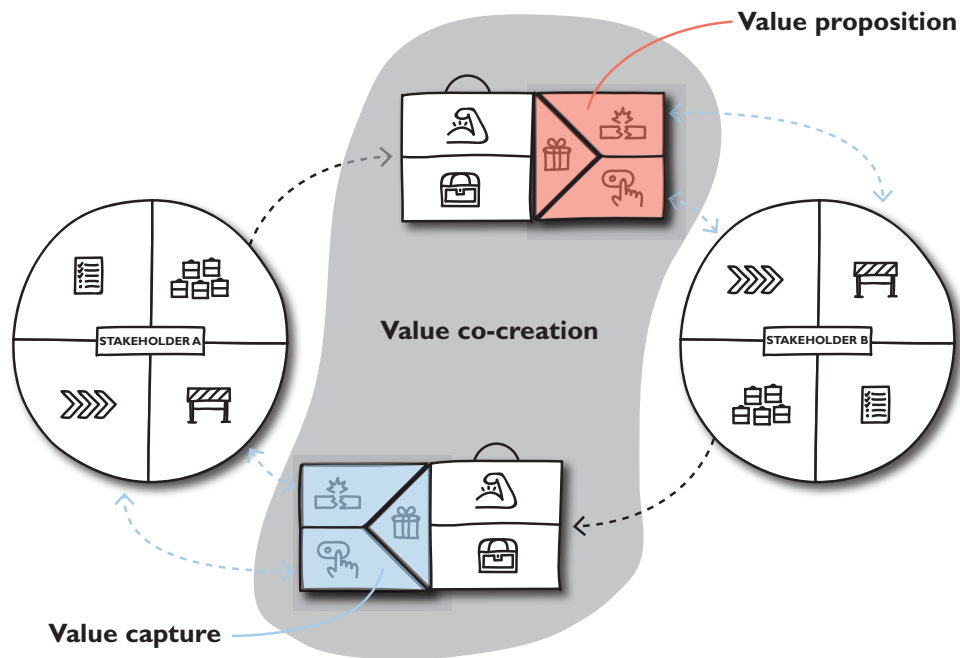 Value proposition
STAKEHOLDER A
Value co-creation
STAKEHOLDER B
Value capture